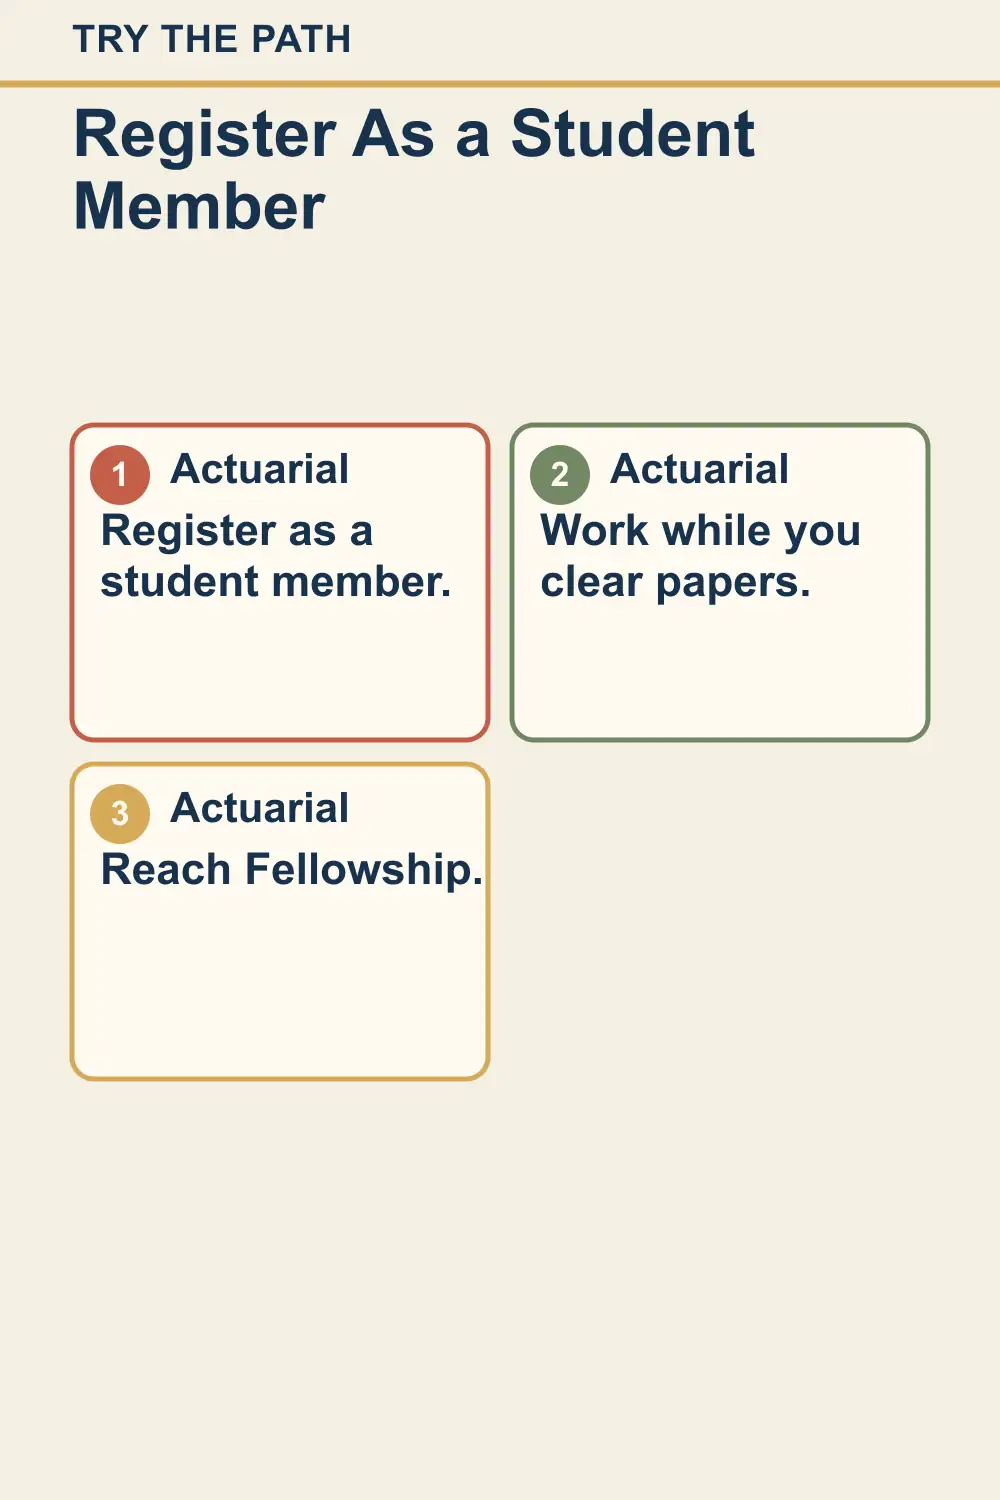 TRY THE PATH
Register As a Student
Member
1 Actuarial
Register as a
student member.
2 Actuarial
Work while you
clear papers.
3 Actuarial
Reach Fellowship.